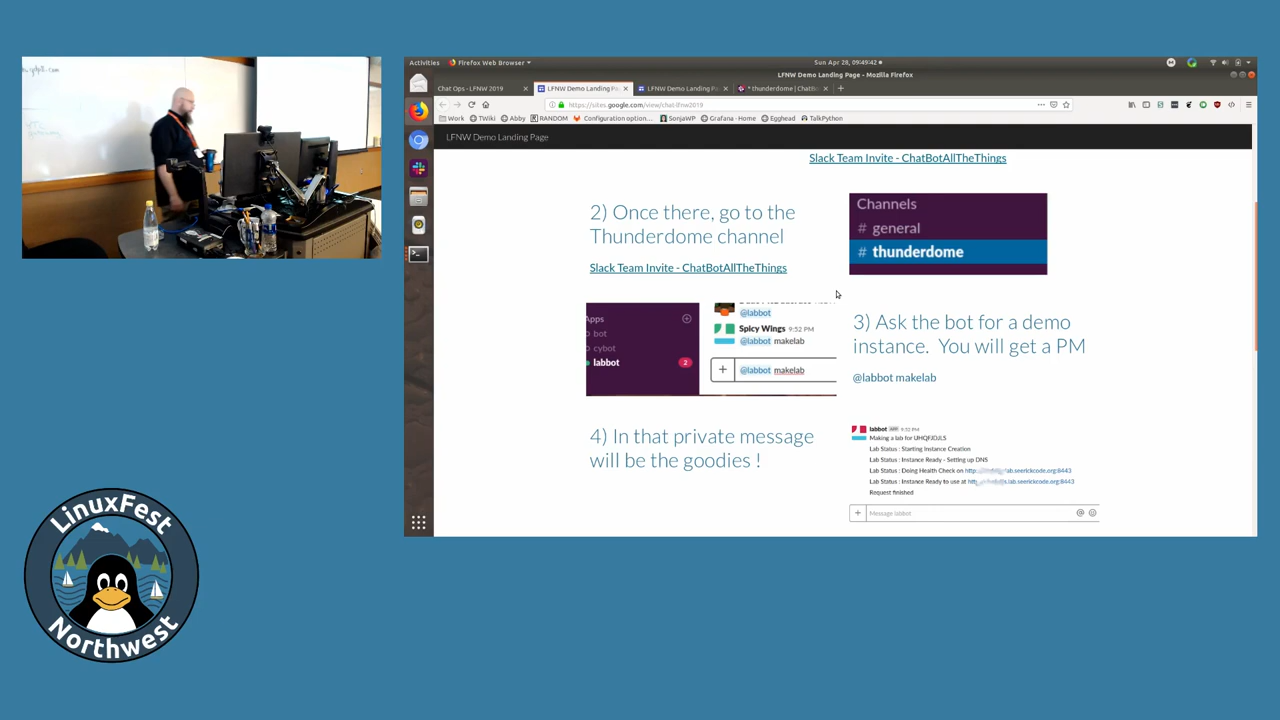 Activities
Firefox Web Browser
Sun Apr 28, 09:49:42
LFNW Demo Landing Page - Mozilla Firefox
Chat Ops - LFNW 2019
LFNW Demo Landing Pa
LFNW Demo Landing Pa
* thunderdome | ChatB
Work
TWiki
Abby
RANDOM
Configuration option...
SonjaWP
Grafana - Home
Egghead
TalkPython
LFNW Demo Landing Page
Slack Team Invite - ChatBotAllTheThings
2) Once there, go to the
Thunderdome channel
Slack Team Invite - ChatBotAllTheThings
Channels
# general
# thunderdome
Apps
bot
cybot
labbot
2
@labbot
Spicy Wings 9:52 PM
@labbot makelab
@labbot makelab
3) Ask the bot for a demo
instance. You will get a PM
@labbot makelab
4) In that private message
will be the goodies !
labbot APP 9:52 PM
Making a lab for UHQFJDJLS
Lab Status : Starting Instance Creation
Lab Status : Instance Ready - Setting up DNS
Lab Status : Doing Health Check on
Lab Status : Instance Ready to use at
Request finished
Message labbot
LinuxFest
Northwest